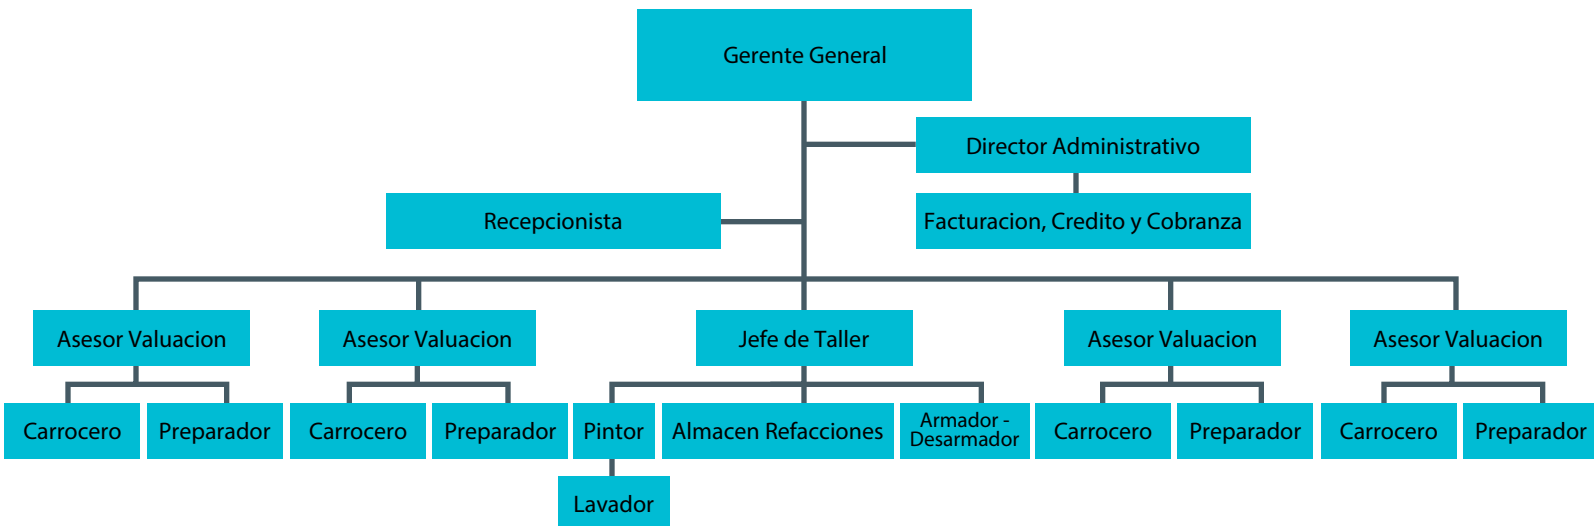 Gerente General
Director Administrativo
Recepcionista
Facturacion, Credito y Cobranza
Asesor Valuacion
Asesor Valuacion
Jefe de Taller
Asesor Valuacion
Asesor Valuacion
Carrocero
Preparador
Carrocero
Preparador
Pintor
Almacen Refacciones
Armador -
Desarmador
Carrocero
Preparador
Carrocero
Preparador
Lavador